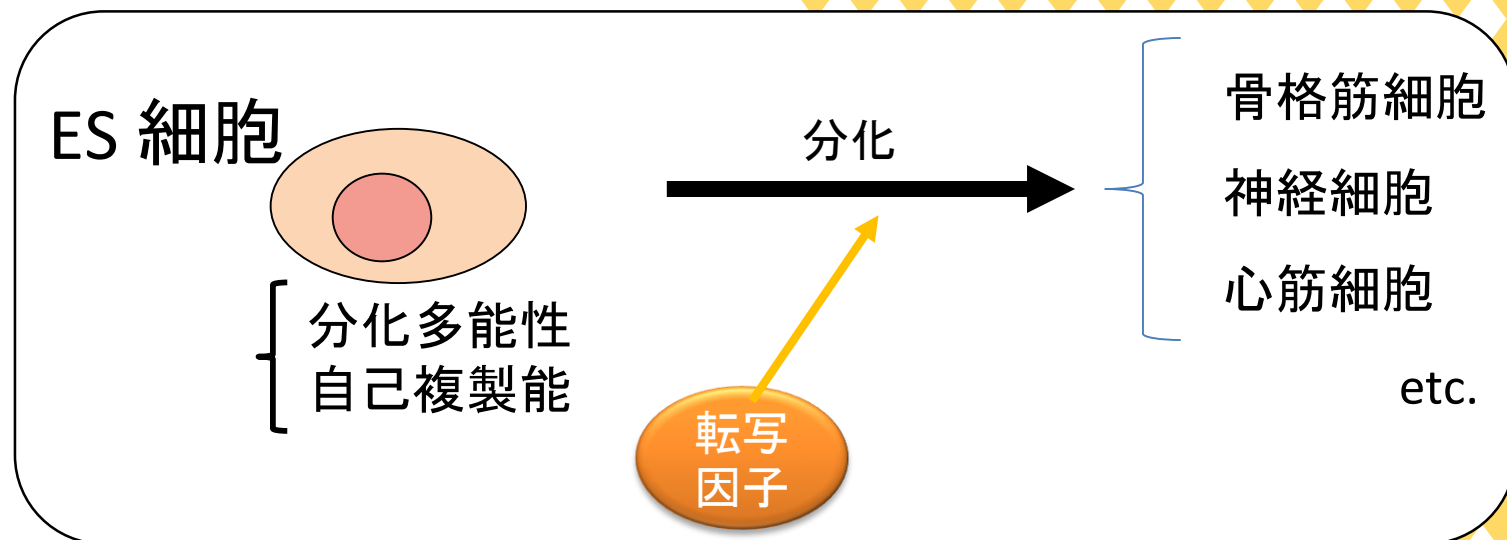 ES 細胞
分化多能性
自己複製能
分化
転写
因子
骨格筋細胞
神経細胞
心筋細胞
etc.